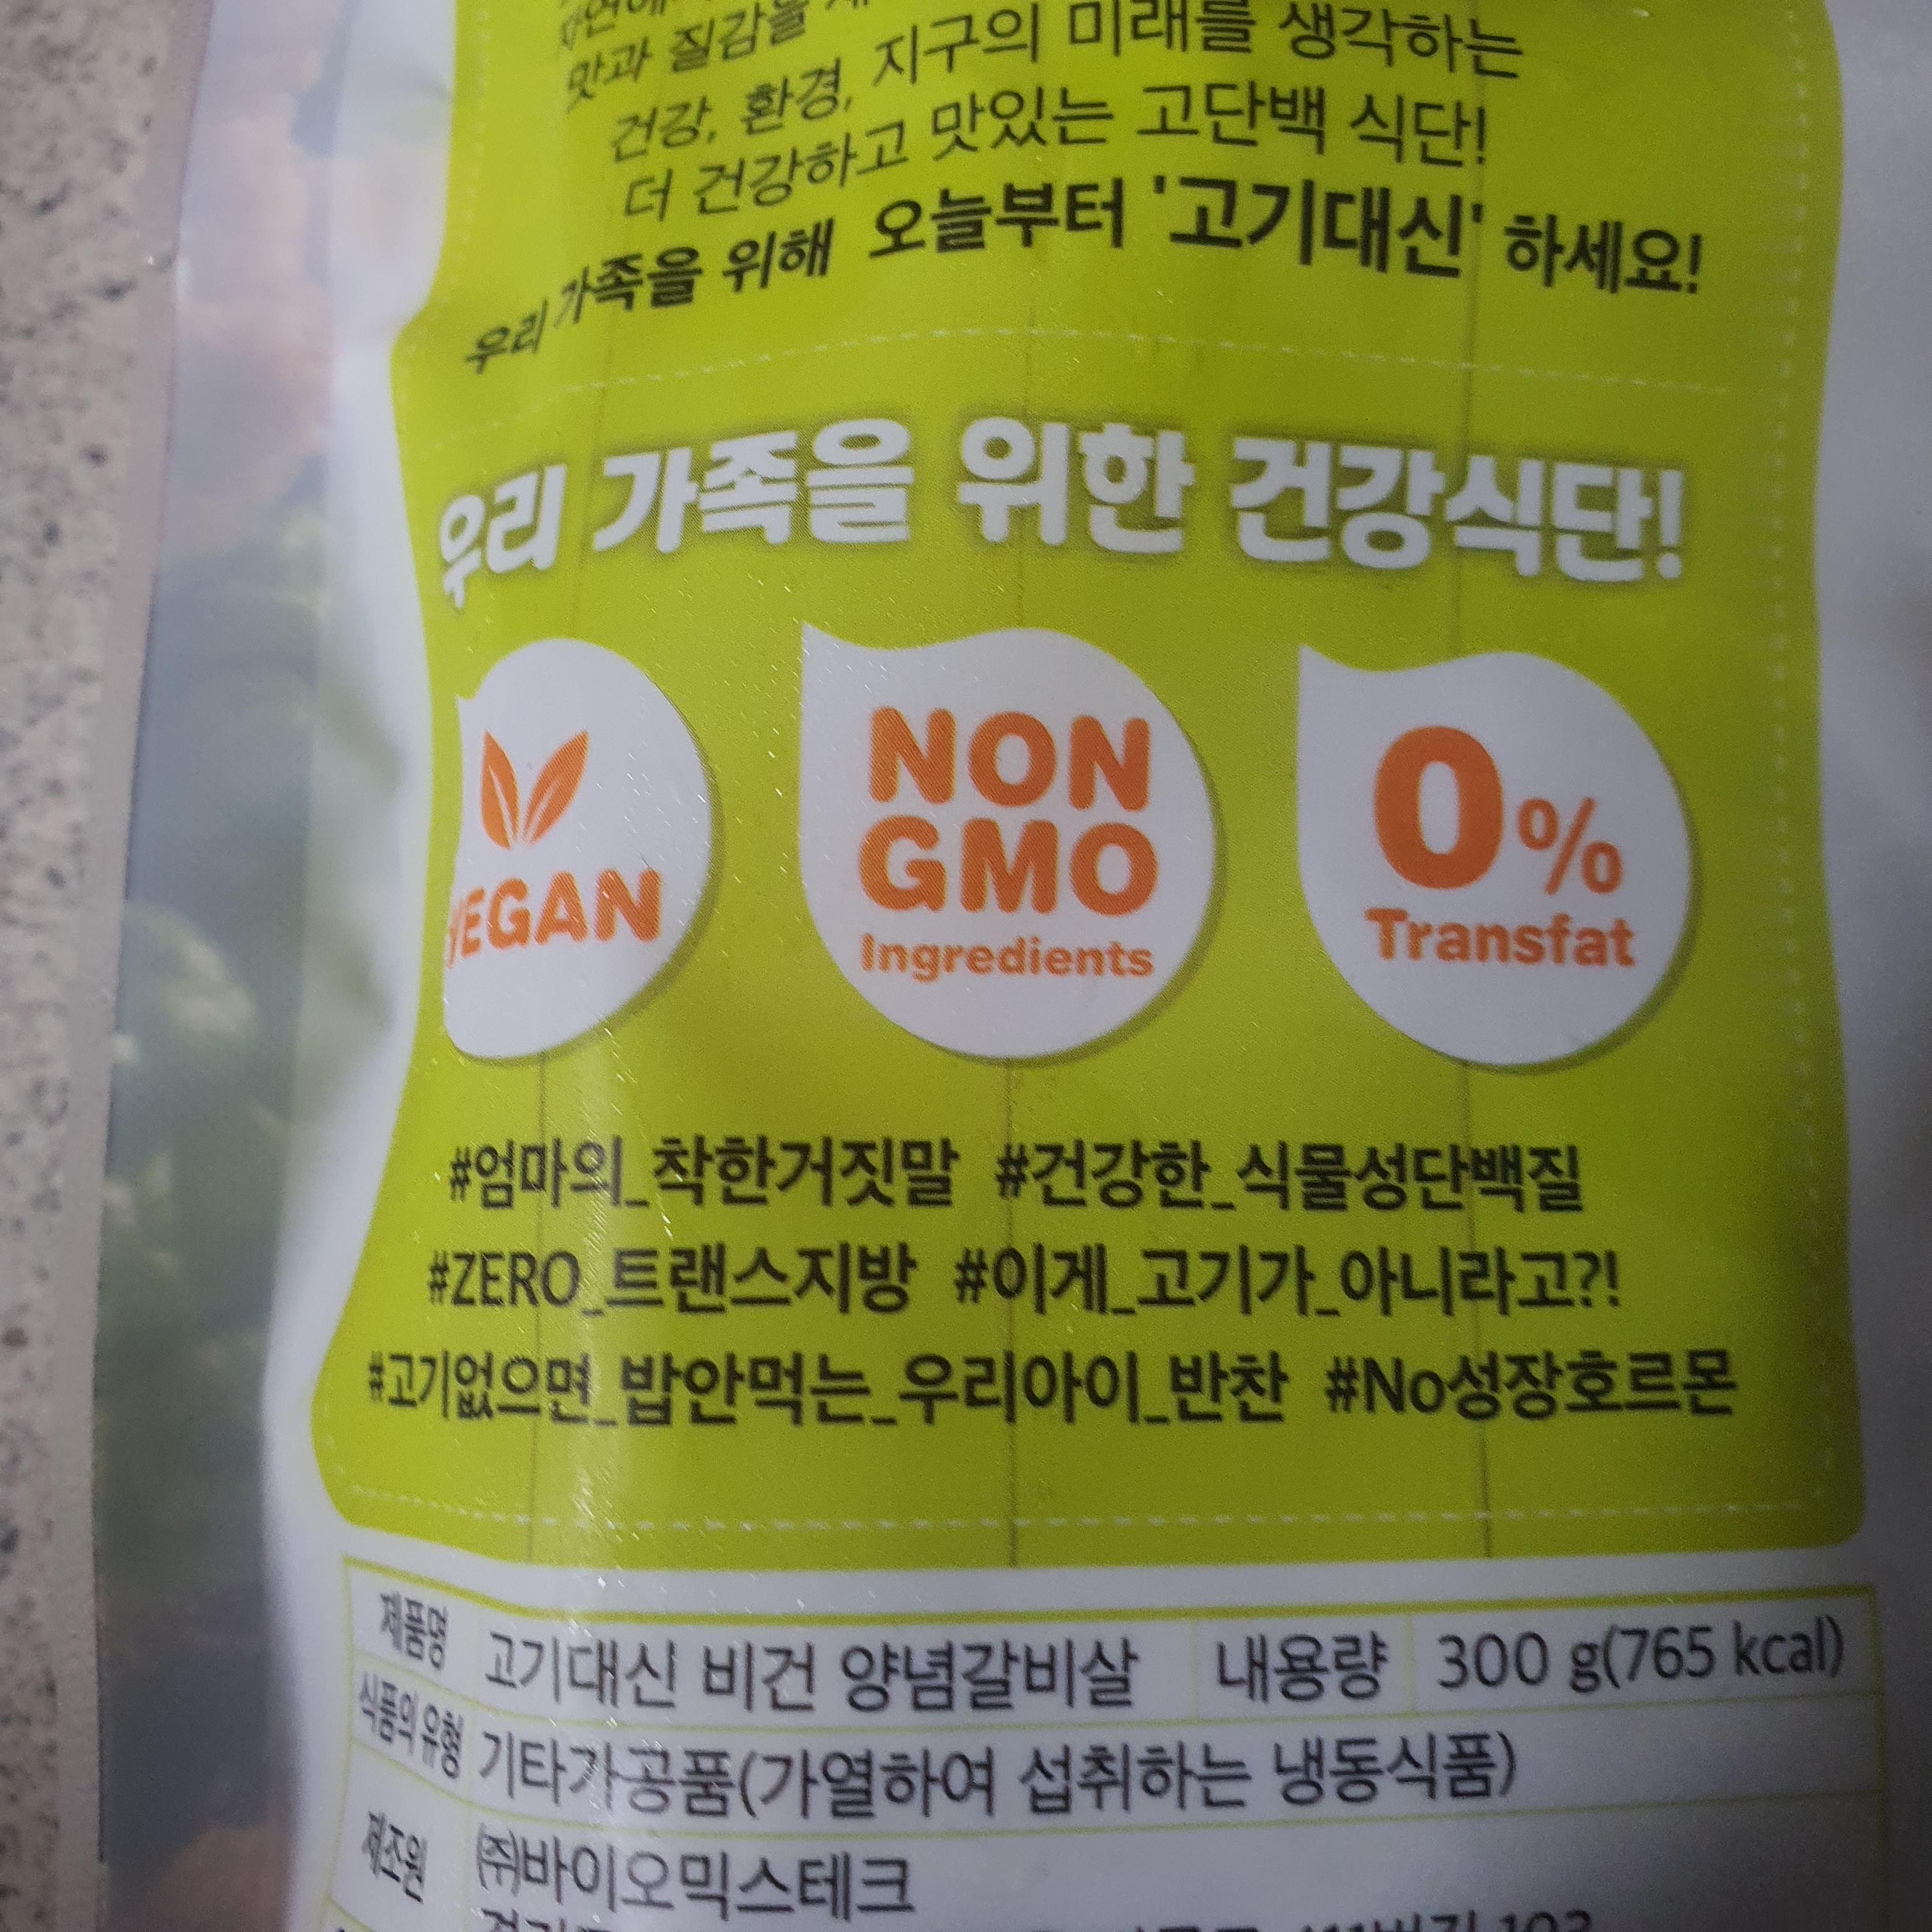 맛과 질감을
건강, 환경, 지구의 미래를 생각하는
더 건강하고 맛있는 고단백 식단!
우리 가족을 위해 오늘부터 '고기대신' 하세요!
우리 가족을 위한 건강식단!
VEGAN
NON
GMO
Ingredients
0%
Transfat
#엄마의_착한거짓말 #건강한_식물성단백질
#ZERO_트랜스지방 #이게_고기가_아니라고?!
#고기없으면_밥안먹는_우리아이_반찬 #No성장호르몬
제품명 고기대신 비건 양념갈비살 내용량 300 g(765 kcal)
식품의 유형 기타가공품(가열하여 섭취하는 냉동식품)
제조원 ㈜바이오믹스테크